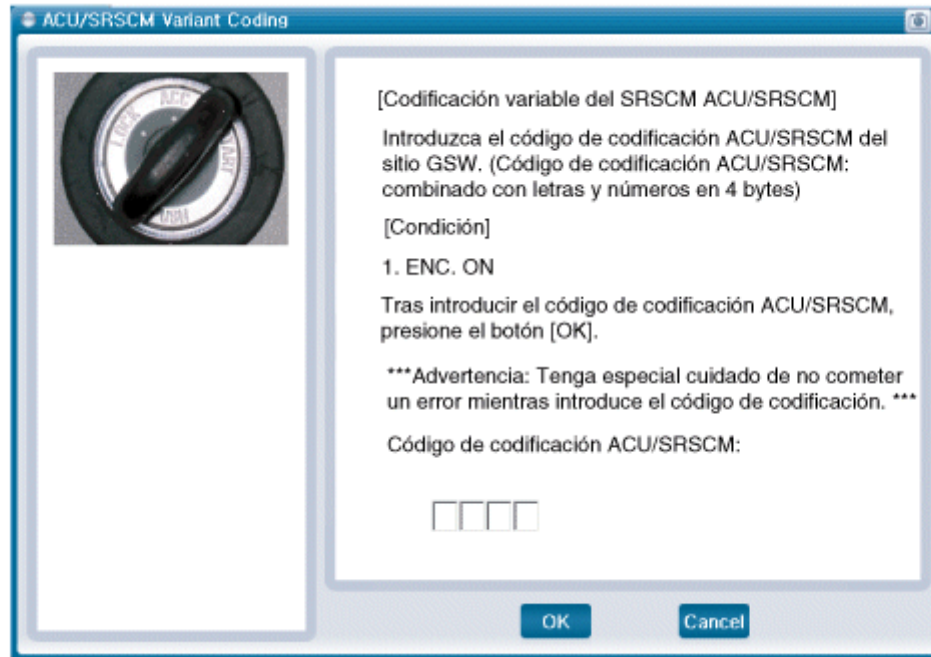 ACU/SRSCM Variant Coding
LOCK
ACC
START
[Codificación variable del SRSCM ACU/SRSCM]
Introduzca el código de codificación ACU/SRSCM del
sitio GSW. (Código de codificación ACU/SRSCM:
combinado con letras y números en 4 bytes)
[Condición]
1. ENC. ON
Tras introducir el código de codificación ACU/SRSCM,
presione el botón [OK].
***Advertencia: Tenga especial cuidado de no cometer
un error mientras introduce el código de codificación. ***
Código de codificación ACU/SRSCM:
OK
Cancel